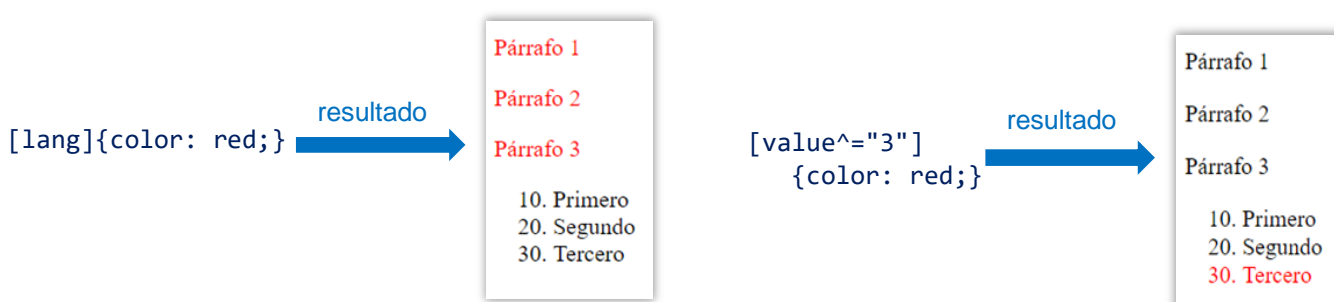 [lang]{color: red;}
resultado
Párrafo 1
Párrafo 2
Párrafo 3
10. Primero
20. Segundo
30. Tercero
[value^="3"]
{color: red;}
resultado
Párrafo 1
Párrafo 2
Párrafo 3
10. Primero
20. Segundo
30. Tercero